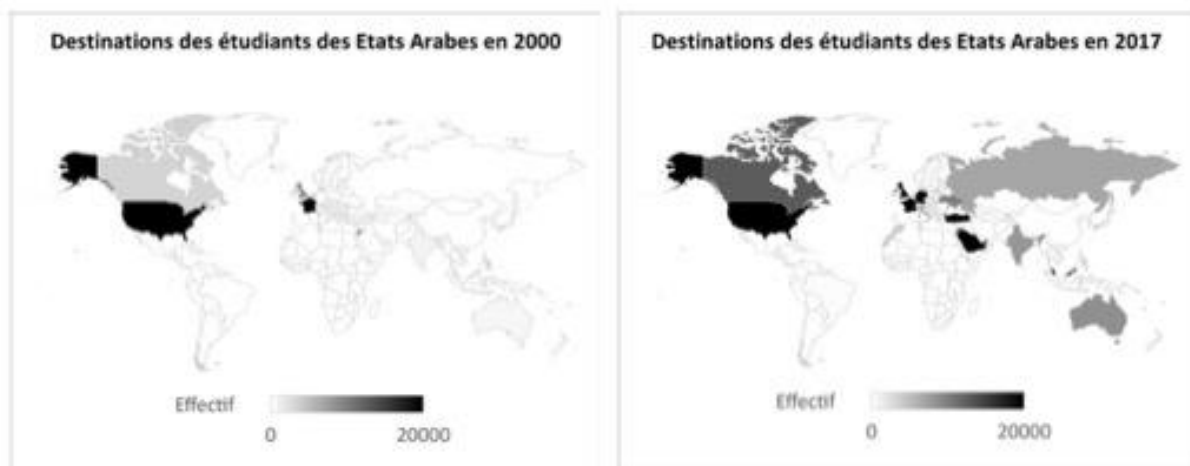 Destinations des étudiants des Etats Arabes en 2000
Effectif
0
20000
Destinations des étudiants des Etats Arabes en 2017
Effectif
0
20000